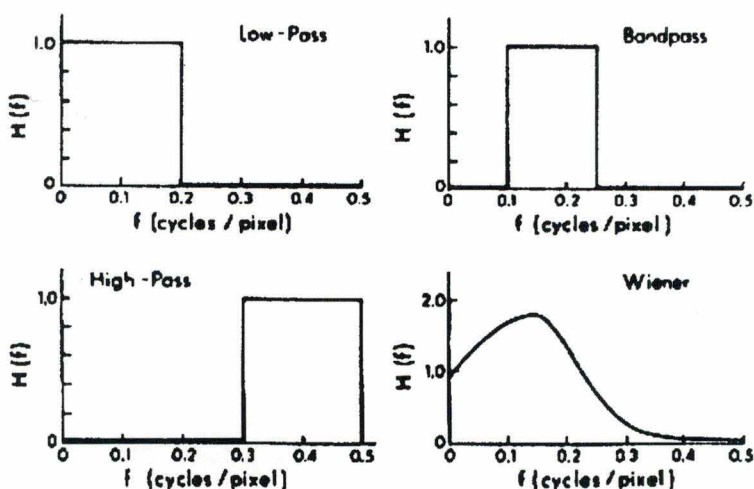 Low-Pass
1.0
H (f)
0
0 0.1 0.2 0.3 0.4 0.5
f (cycles/pixel)
Bandpass
1.0
H (f)
0
0 0.1 0.2 0.3 0.4 0.5
f (cycles/pixel)
High-Pass
1.0
H (f)
0
0 0.1 0.2 0.3 0.4 0.5
f (cycles/pixel)
Wiener
2.0
1.0
H (f)
0
0 0.1 0.2 0.3 0.4 0.5
f (cycles/pixel)